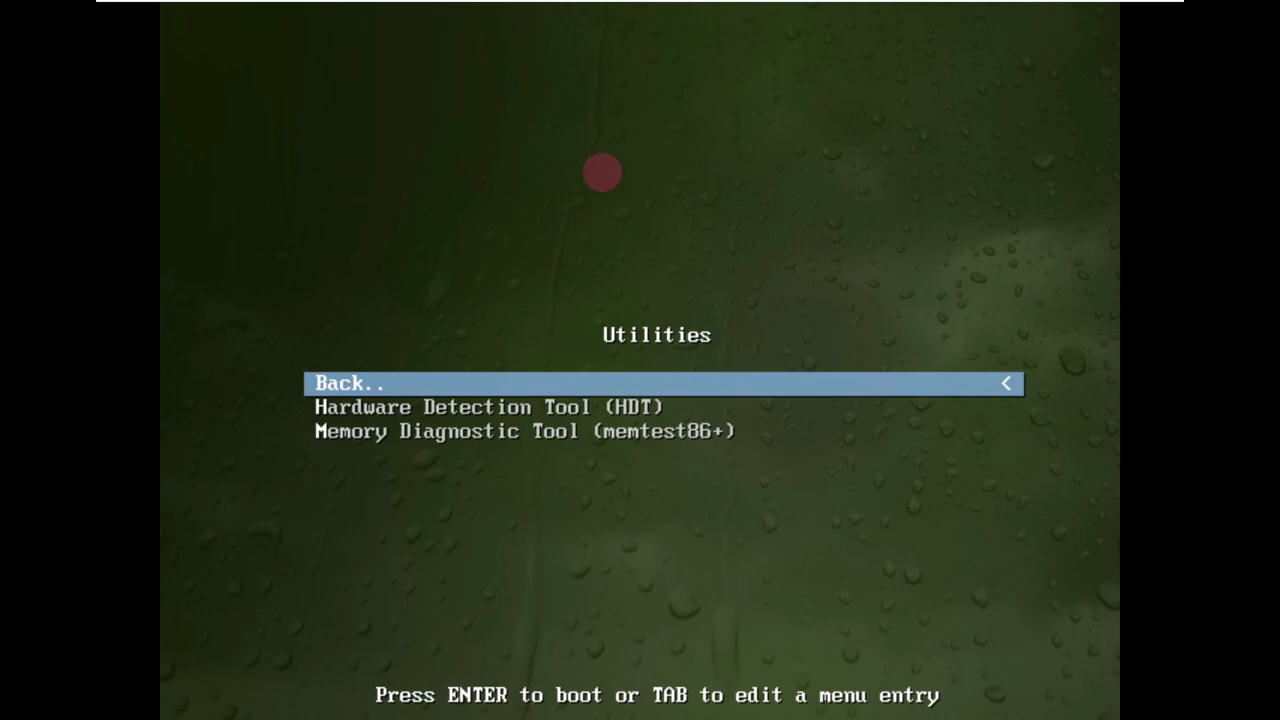 Utilities
Back.. <
Hardware Detection Tool (HDT)
Memory Diagnostic Tool (memtest86+)
Press ENTER to boot or TAB to edit a menu entry